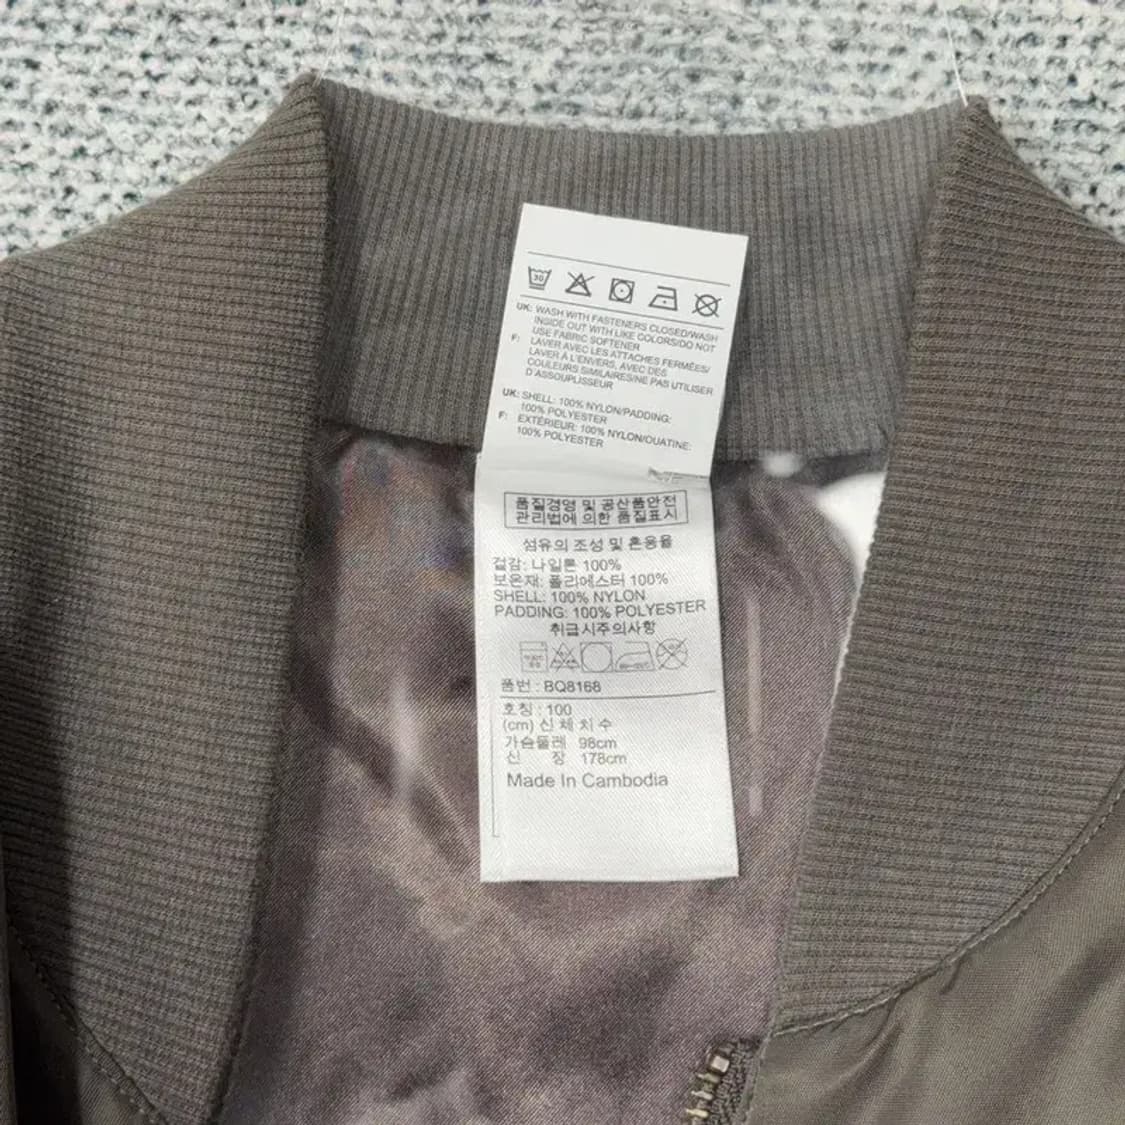 30
UK: WASH WITH FASTENERS CLOSED/WASH
INSIDE OUT WITH LIKE COLORS/DO NOT
USE FABRIC SOFTENER
F: LAVER AVEC LES ATTACHES FERMÉES/
LAVER À L'ENVERS, AVEC DES
COULEURS SIMILAIRES/NE PAS UTILISER
D'ASSOUPLISSEUR
UK: SHELL: 100% NYLON/PADDING:
100% POLYESTER
F: EXTÉRIEUR: 100% NYLON/OUATINE:
100% POLYESTER
품질경영 및 공산품안전
관리법에 의한 품질표시
섬유의 조성 및 혼용율
겉감: 나일론 100%
보온재: 폴리에스터 100%
SHELL: 100% NYLON
PADDING: 100% POLYESTER
취급시주의사항
품번 : BQ8168
호칭 : 100
(cm) 신 체 치 수
가슴둘레 98cm
신 장 178cm
Made In Cambodia